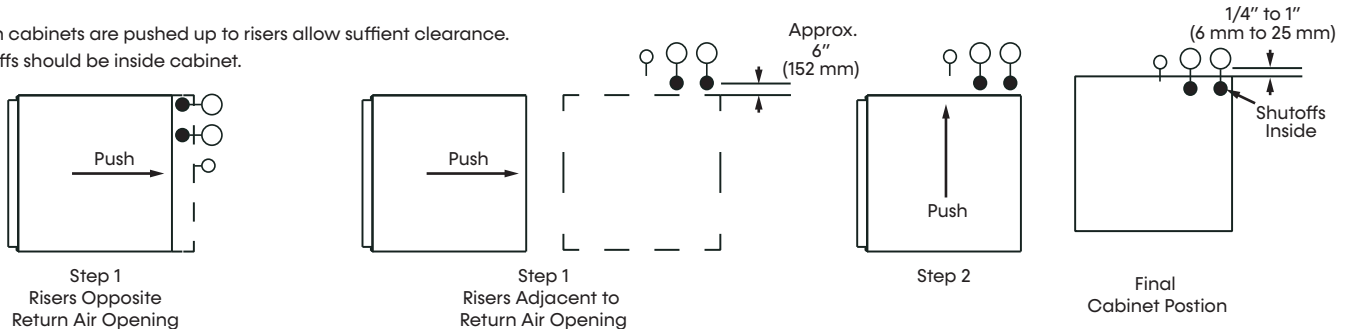 cabinets are pushed up to risers allow suffient clearance.
should be inside cabinet.
Push
Step 1
Risers Opposite
Return Air Opening
Push
Step 1
Risers Adjacent to
Return Air Opening
Approx.
6”
(152 mm)
Push
Step 2
1/4” to 1”
(6 mm to 25 mm)
Shutoffs
Inside
Final
Cabinet Postion